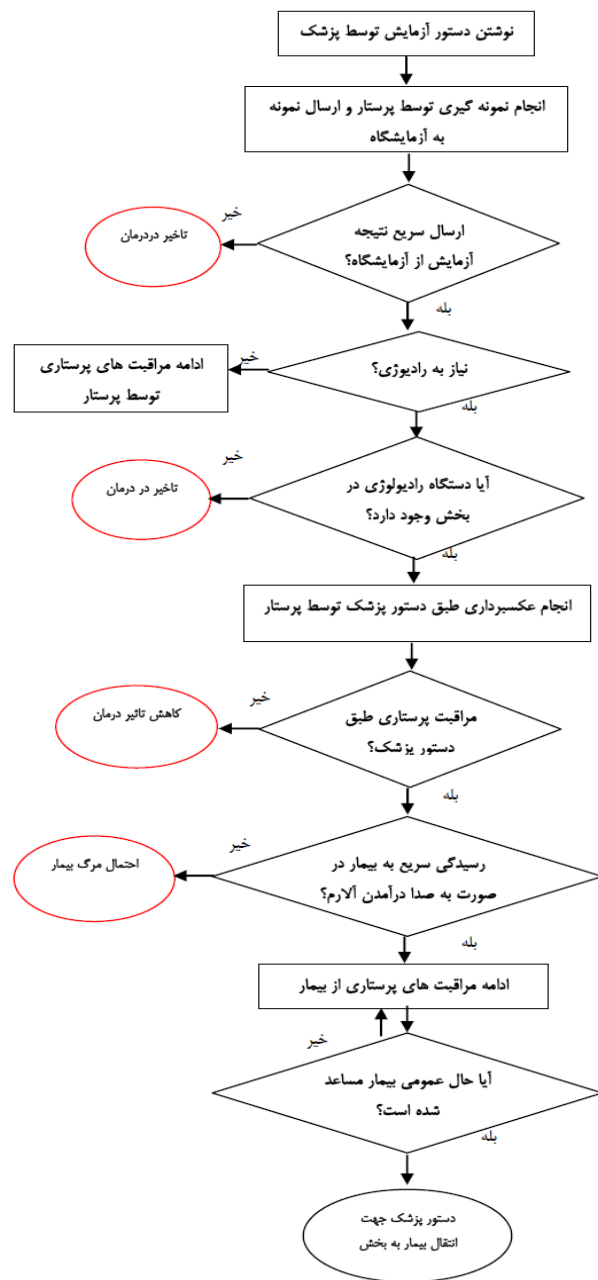 نوشتن دستور آزمایش توسط پزشک
انجام نمونه گیری توسط پرستار و ارسال نمونه
به آزمایشگاه
ارسال سریع نتیجه
آزمایش از آزمایشگاه؟
خیر
تاخیر دردرمان
بله
نیاز به رادیوژی؟
خیر
ادامه مراقبت های پرستاری
توسط پرستار
بله
آیا دستگاه رادیولوژی در
بخش وجود دارد؟
خیر
تاخیر در درمان
بله
انجام عکسبرداری طبق دستور پزشک توسط پرستار
مراقبت پرستاری طبق
دستور پزشک؟
خیر
کاهش تاثیر درمان
بله
رسیدگی سریع به بیمار در
صورت به صدا درآمدن آلارم؟
خیر
احتمال مرگ بیمار
بله
ادامه مراقبت های پرستاری از بیمار
خیر
آیا حال عمومی بیمار مساعد
شده است؟
بله
دستور پزشک جهت
انتقال بیمار به بخش